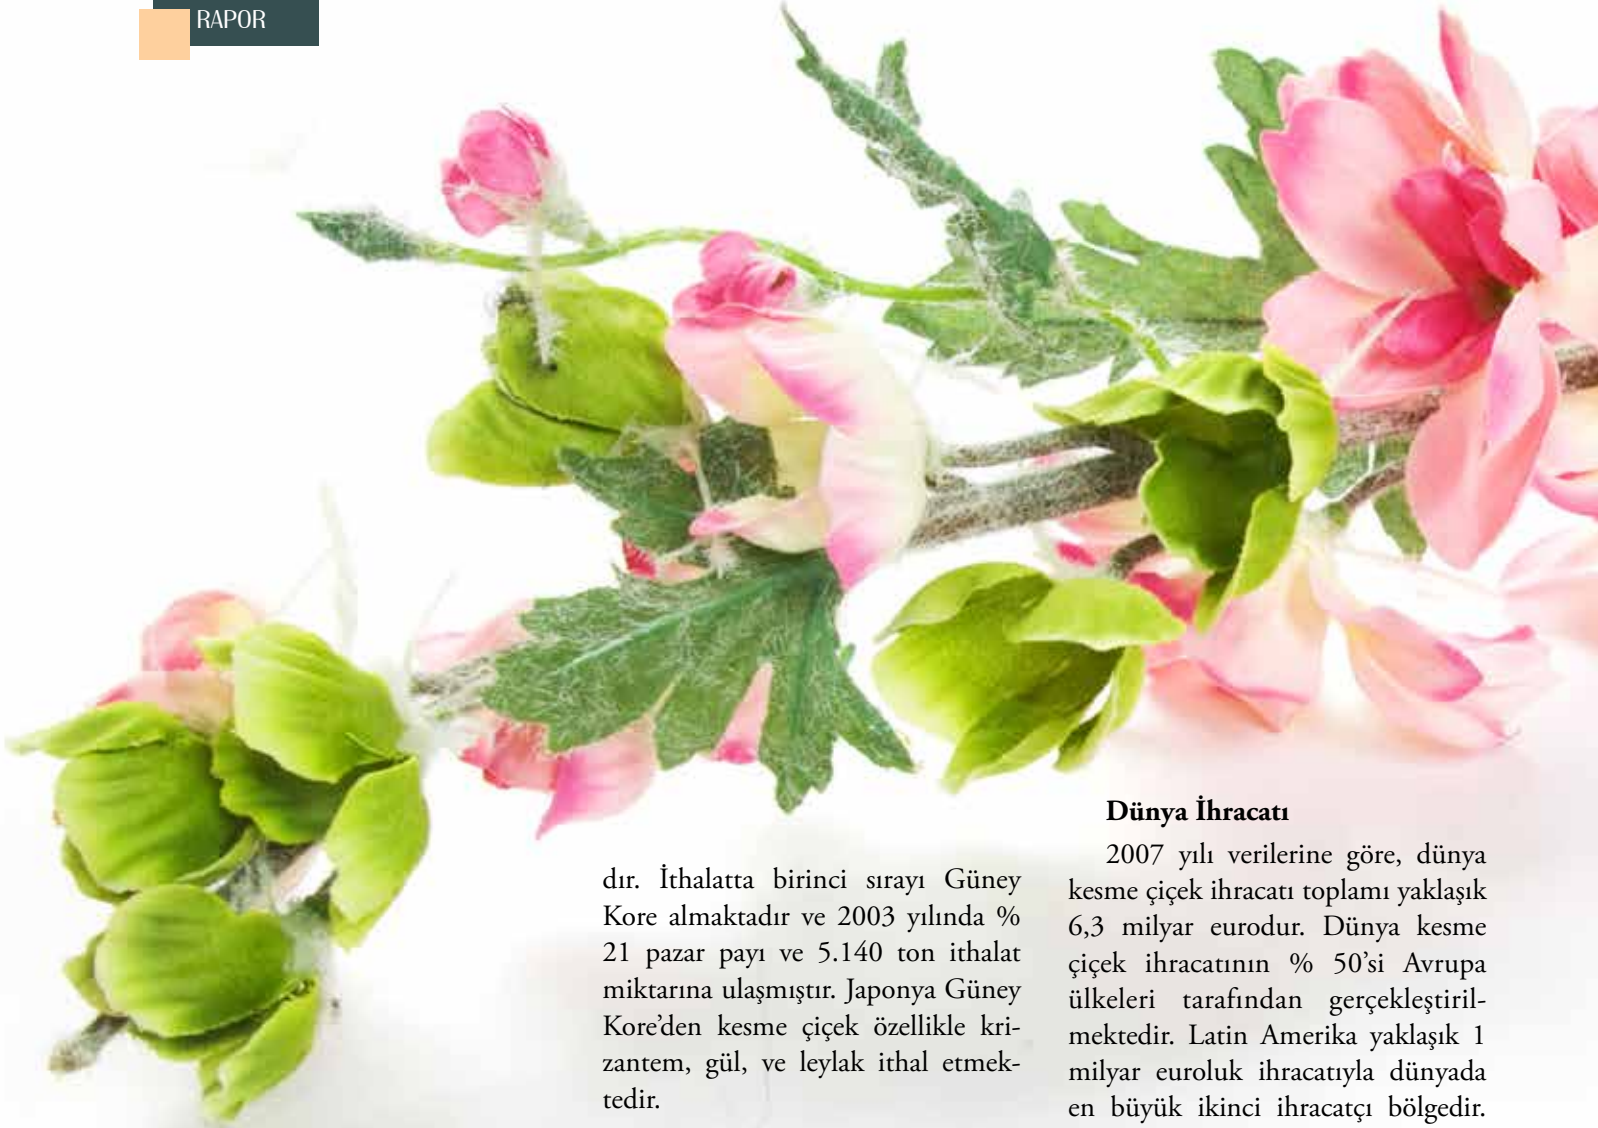 RAPOR
dır. İthalatta birinci sırayı Güney
Kore almaktadır ve 2003 yılında %
21 pazar payı ve 5.140 ton ithalat
miktarına ulaşmıştır. Japonya Güney
Kore’den kesme çiçek özellikle kri-
zantem, gül, ve leylak ithal etmek-
tedir.
Dünya İhracatı
2007 yılı verilerine göre, dünya
kesme çiçek ihracatı toplamı yaklaşık
6,3 milyar eurodur. Dünya kesme
çiçek ihracatının % 50’si Avrupa
ülkeleri tarafından gerçekleştiril-
mektedir. Latin Amerika yaklaşık 1
milyar euroluk ihracatıyla dünyada
en büyük ikinci ihracatçı bölgedir.